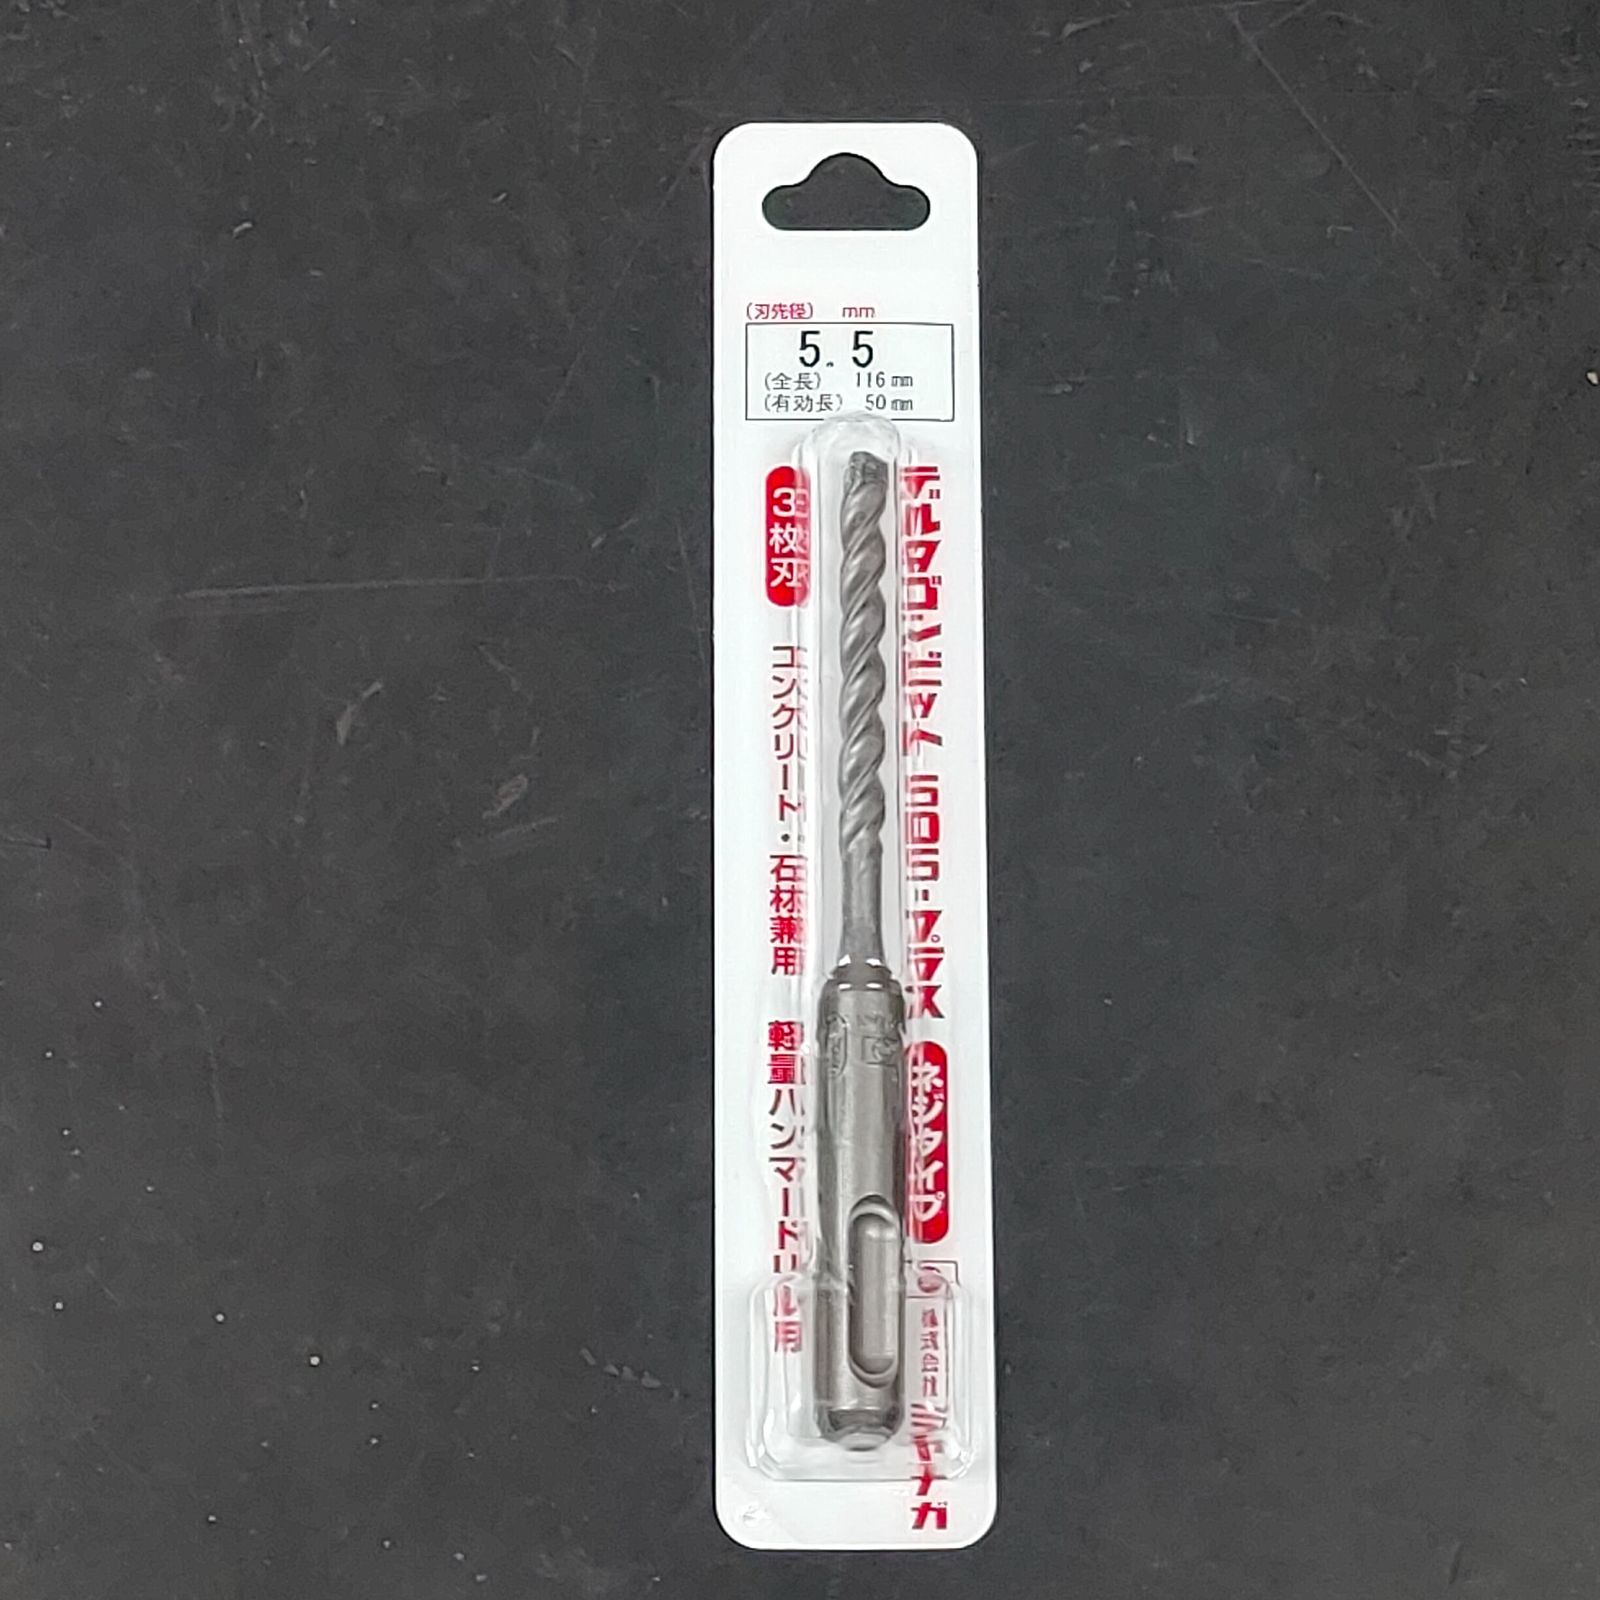 (刃先径) mm
5.5
(全長) 116mm
(有効長) 50mm
デルタゴンビット SDS・プラス ネジタイプ
3枚刃 コンクリート・石材兼用 軽量ハンマードリル用
株式会社 ミヤナガ